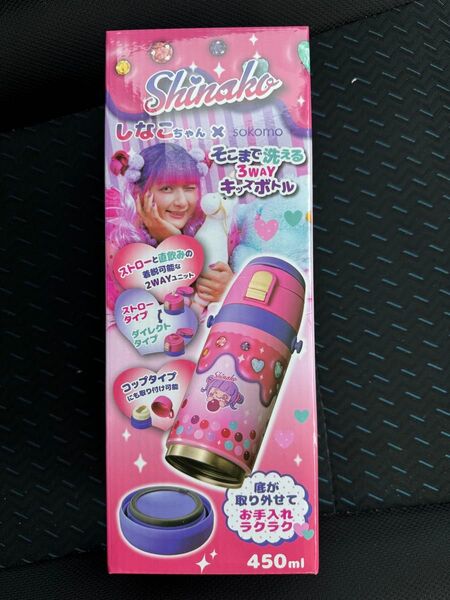 Shinako
しなこちゃん × sokomo
そこまで洗える
3WAY
キッズボトル
ストローと直飲みの
着脱可能な
2WAYユニット
ストロー
タイプ
ダイレクト
タイプ
コップタイプ
にも取り付け可能
Shinako
底が
取り外せて
お手入れ
ラクラク
450ml